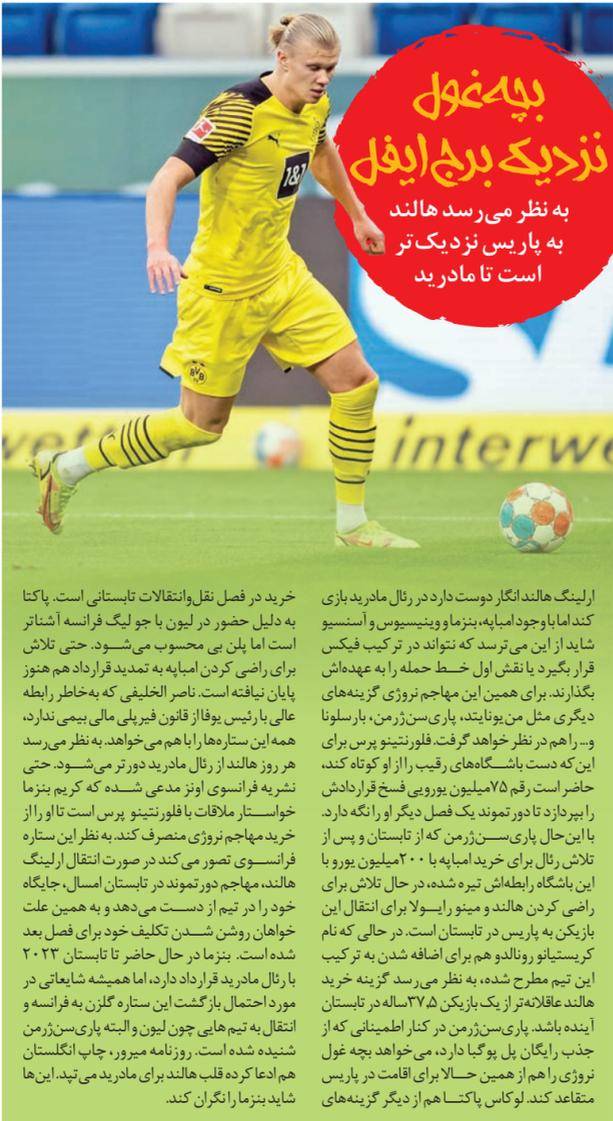 بچه‌غول
نزدیک برج ایفل
به نظر می‌رسد هالند
به پاریس نزدیک‌تر
است تا مادرید
1&1
BVB
09
interwetten
interwe
ارلینگ هالند انگار دوست دارد در رئال مادرید بازی
کند اما با وجود امباپه، بنزما و وینیسیوس و آسنسیو
شاید از این می‌ترسد که نتواند در ترکیب فیکس
قرار بگیرد یا نقش اول خط حمله را به عهده‌اش
بگذارند. برای همین این مهاجم نروژی گزینه‌های
دیگری مثل من‌یونایتد، پاری‌سن‌ژرمن، بارسلونا
و... را هم در نظر خواهد گرفت. فلورنتینو پرس برای
این‌که دست باشگاه‌های رقیب را از او کوتاه کند،
حاضر است رقم ۷۵میلیون یورویی فسخ قراردادش
را بپردازد تا دورتموند یک فصل دیگر او را نگه دارد.
با این‌حال پاری‌سن‌ژرمن که از تابستان و پس از
تلاش رئال برای خرید امباپه با ۲۰۰میلیون یورو با
این باشگاه رابطه‌اش تیره شده، در حال تلاش برای
راضی کردن هالند و مینو رایولا برای انتقال این
بازیکن به پاریس در تابستان است. در حالی که نام
کریستیانو رونالدو هم برای اضافه شدن به ترکیب
این تیم مطرح شده، به نظر می‌رسد گزینه خرید
هالند عاقلانه‌تر از یک بازیکن ۳۷٫۵ساله در تابستان
آینده باشد. پاری‌سن‌ژرمن در کنار اطمینانی که از
جذب رایگان پل پوگبا دارد، می‌خواهد بچه غول
نروژی را هم از همین حالا برای اقامت در پاریس
متقاعد کند. لوکاس پاکتا هم از دیگر گزینه‌های
خرید در فصل نقل‌وانتقالات تابستانی است. پاکتا
به دلیل حضور در لیون با جو لیگ فرانسه آشناتر
است اما پلن بی محسوب می‌شود. حتی تلاش
برای راضی کردن امباپه به تمدید قرارداد هم هنوز
پایان نیافته است. ناصر الخلیفی که به‌خاطر رابطه
عالی با رئیس یوفا از قانون فیرپلی مالی بیمی ندارد،
همه این ستاره‌ها را با هم می‌خواهد. به نظر می‌رسد
هر روز هالند از رئال مادرید دورتر می‌شود. حتی
نشریه فرانسوی اونز مدعی شده که کریم بنزما
خواستار ملاقات با فلورنتینو پرس است تا او را از
خرید مهاجم نروژی منصرف کند. به نظر این ستاره
فرانسوی تصور می‌کند در صورت انتقال ارلینگ
هالند، مهاجم دورتموند در تابستان امسال، جایگاه
خود را در تیم از دست می‌دهد و به همین علت
خواهان روشن شدن تکلیف خود برای فصل بعد
شده است. بنزما در حال حاضر تا تابستان ۲۰۲۳
با رئال مادرید قرارداد دارد، اما همیشه شایعاتی در
مورد احتمال بازگشت این ستاره گلزن به فرانسه و
انتقال به تیم هایی چون لیون و البته پاری‌سن‌ژرمن
شنیده شده است. روزنامه میرور، چاپ انگلستان
هم ادعا کرده قلب هالند برای مادرید می‌تپد. این‌ها
شاید بنزما را نگران کند.